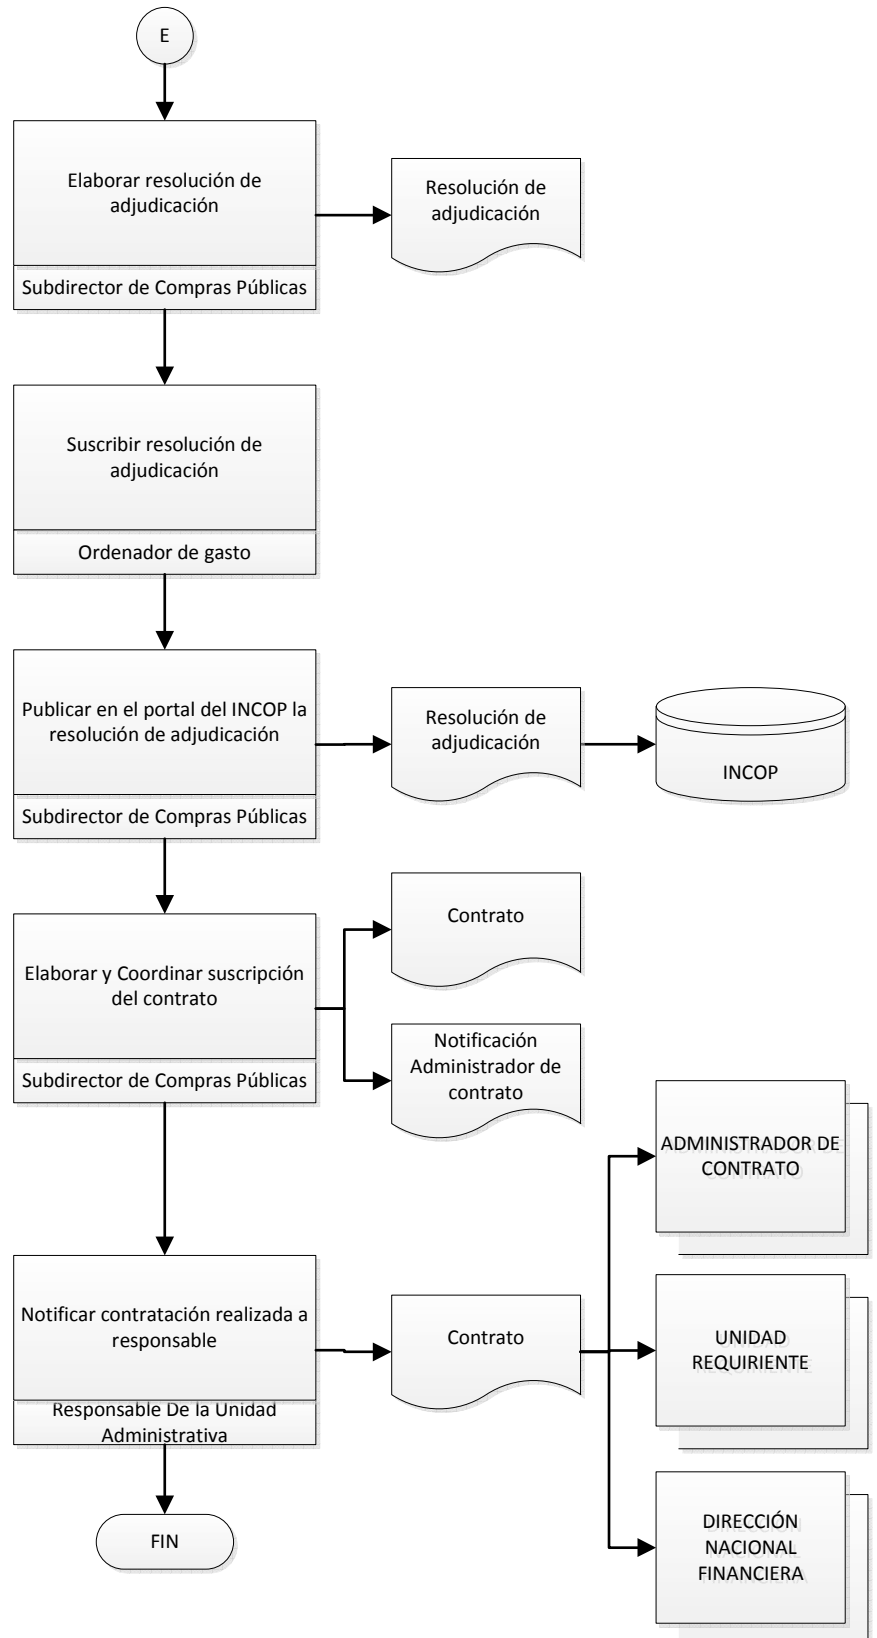 E
Elaborar resolución de
adjudicación
Subdirector de Compras Públicas
Resolución de
adjudicación
Suscribir resolución de
adjudicación
Ordenador de gasto
Publicar en el portal del INCOP la
resolución de adjudicación
Subdirector de Compras Públicas
Resolución de
adjudicación
INCOP
Elaborar y Coordinar suscripción
del contrato
Subdirector de Compras Públicas
Contrato
Notificación
Administrador de
contrato
Notificar contratación realizada a
responsable
Responsable De la Unidad
Administrativa
Contrato
ADMINISTRADOR DE
CONTRATO
UNIDAD
REQUIRIENTE
DIRECCIÓN
NACIONAL
FINANCIERA
FIN